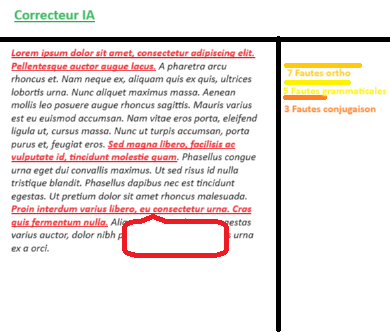 Correcteur IA
Lorem ipsum dolor sit amet, consectetur adipiscing elit.
Pellentesque auctor augue lacus. A pharetra arcu
rhoncus et. Nam neque ex, aliquam quis ex quis, ultrices
lobortis urna. Nunc aliquet maximus massa. Aenean
mollis leo posuere augue rhoncus sagittis. Mauris varius
est eu euismod accumsan. Nam vitae eros porta, eleifend
ligula ut, cursus massa. Nunc ut turpis accumsan, porta
purus et, feugiat eros. Sed magna libero, facilisis ac
vulputate id, tincidunt molestie quam. Phasellus congue
urna eget dui convallis maximus. Ut sed risus id nulla
tristique blandit. Phasellus dapibus nec est tincidunt
egestas. Ut pretium dolor sit amet rhoncus malesuada.
Proin interdum varius libero, eu consectetur urna. Cras
quis fermentum nulla. egestas
varius auctor, dolor nibh urna
ex a orci.
7 Fautes ortho
5 Fautes grammaticales
3 Fautes conjugaison